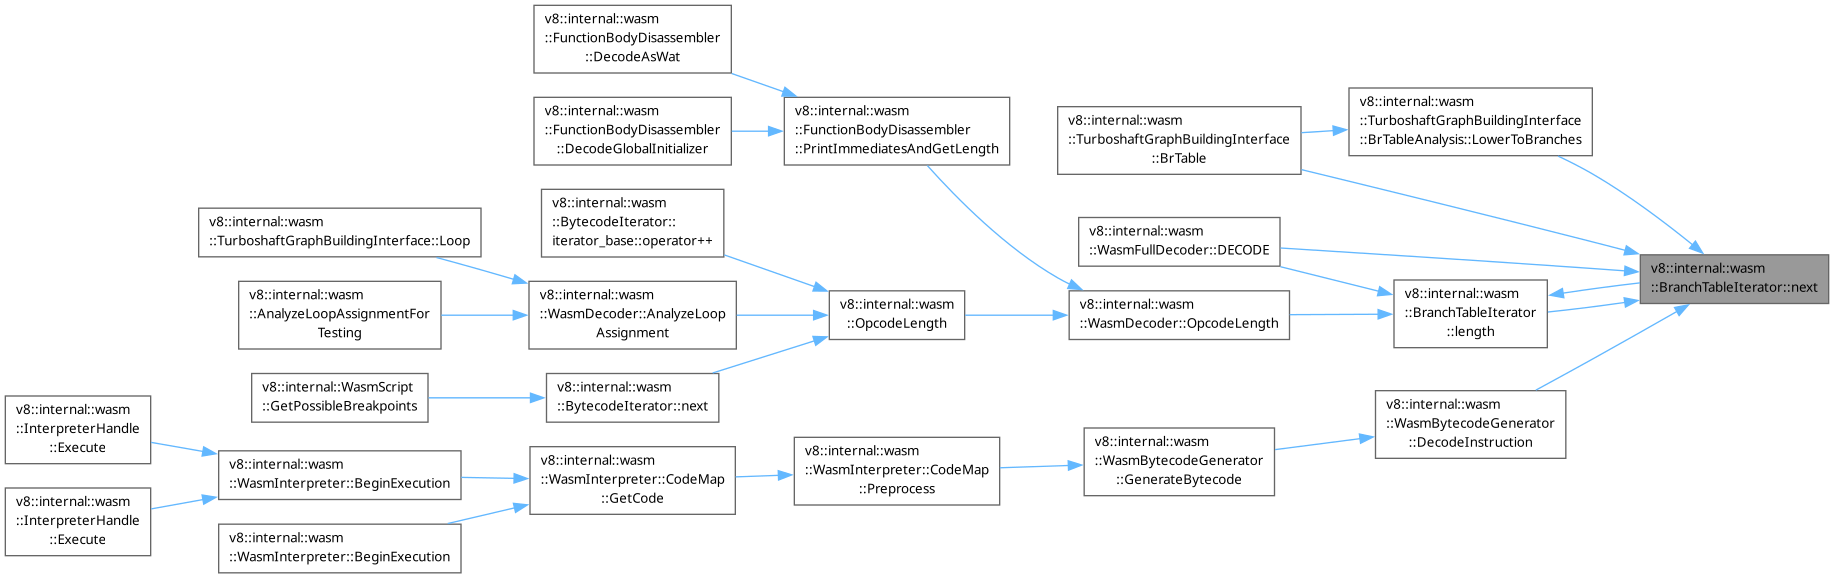 v8::internal::wasm
::FunctionBodyDisassembler
::DecodeAsWat
v8::internal::wasm
::FunctionBodyDisassembler
::DecodeGlobalInitializer
v8::internal::wasm
::FunctionBodyDisassembler
::PrintImmediatesAndGetLength
v8::internal::wasm
::TurboshaftGraphBuildingInterface
::BrTable
v8::internal::wasm
::TurboshaftGraphBuildingInterface
::BrTableAnalysis::LowerToBranches
v8::internal::wasm
::BytecodeIterator::
iterator_base::operator++
v8::internal::wasm
::TurboshaftGraphBuildingInterface::Loop
v8::internal::wasm
::WasmFullDecoder::DECODE
v8::internal::wasm
::BranchTableIterator::next
v8::internal::wasm
::AnalyzeLoopAssignmentFor
Testing
v8::internal::wasm
::WasmDecoder::AnalyzeLoop
Assignment
v8::internal::wasm
::OpcodeLength
v8::internal::wasm
::WasmDecoder::OpcodeLength
v8::internal::wasm
::BranchTableIterator
::length
v8::internal::WasmScript
::GetPossibleBreakpoints
v8::internal::wasm
::BytecodeIterator::next
v8::internal::wasm
::WasmBytecodeGenerator
::DecodeInstruction
v8::internal::wasm
::InterpreterHandle
::Execute
v8::internal::wasm
::WasmInterpreter::BeginExecution
v8::internal::wasm
::WasmInterpreter::CodeMap
::GetCode
v8::internal::wasm
::WasmInterpreter::CodeMap
::Preprocess
v8::internal::wasm
::WasmBytecodeGenerator
::GenerateBytecode
v8::internal::wasm
::InterpreterHandle
::Execute
v8::internal::wasm
::WasmInterpreter::BeginExecution